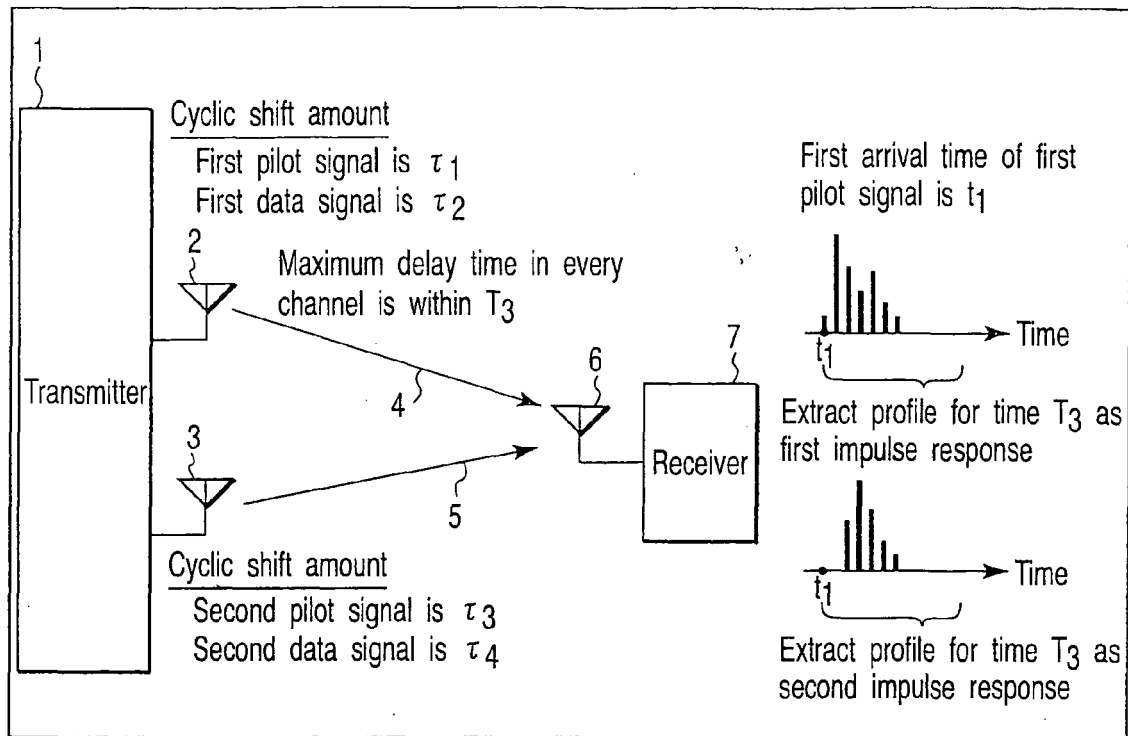 1
Cyclic shift amount
First pilot signal is τ1
First data signal is τ2
2
Maximum delay time in every
channel is within T3
First arrival time of first
pilot signal is t1
Time
t1
Extract profile for time T3 as
first impulse response
Transmitter
4
6
7
Receiver
3
5
Cyclic shift amount
Second pilot signal is τ3
Second data signal is τ4
Time
t1
Extract profile for time T3 as
second impulse response